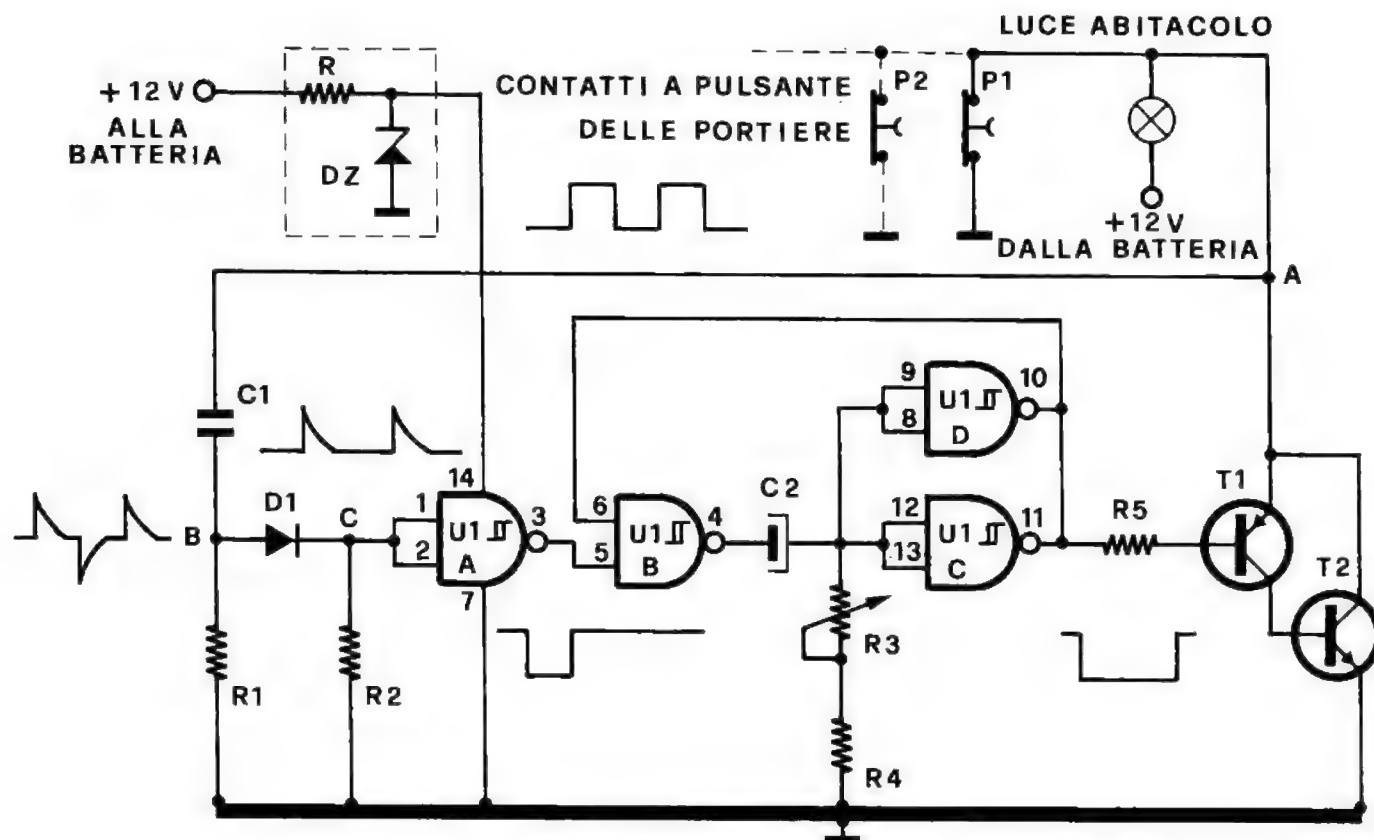 LUCE ABITACOLO
R
+12V
ALLA
BATTERIA
DZ
CONTATTI A PULSANTE
DELLE PORTIERE
P2
P1
+12V
DALLA BATTERIA
A
C1
14
D1
B
C
1
2
U1
A
3
7
6
5
U1
B
4
C2
9
8
U1
D
10
12
13
U1
C
11
R5
T1
T2
R1
R2
R3
R4